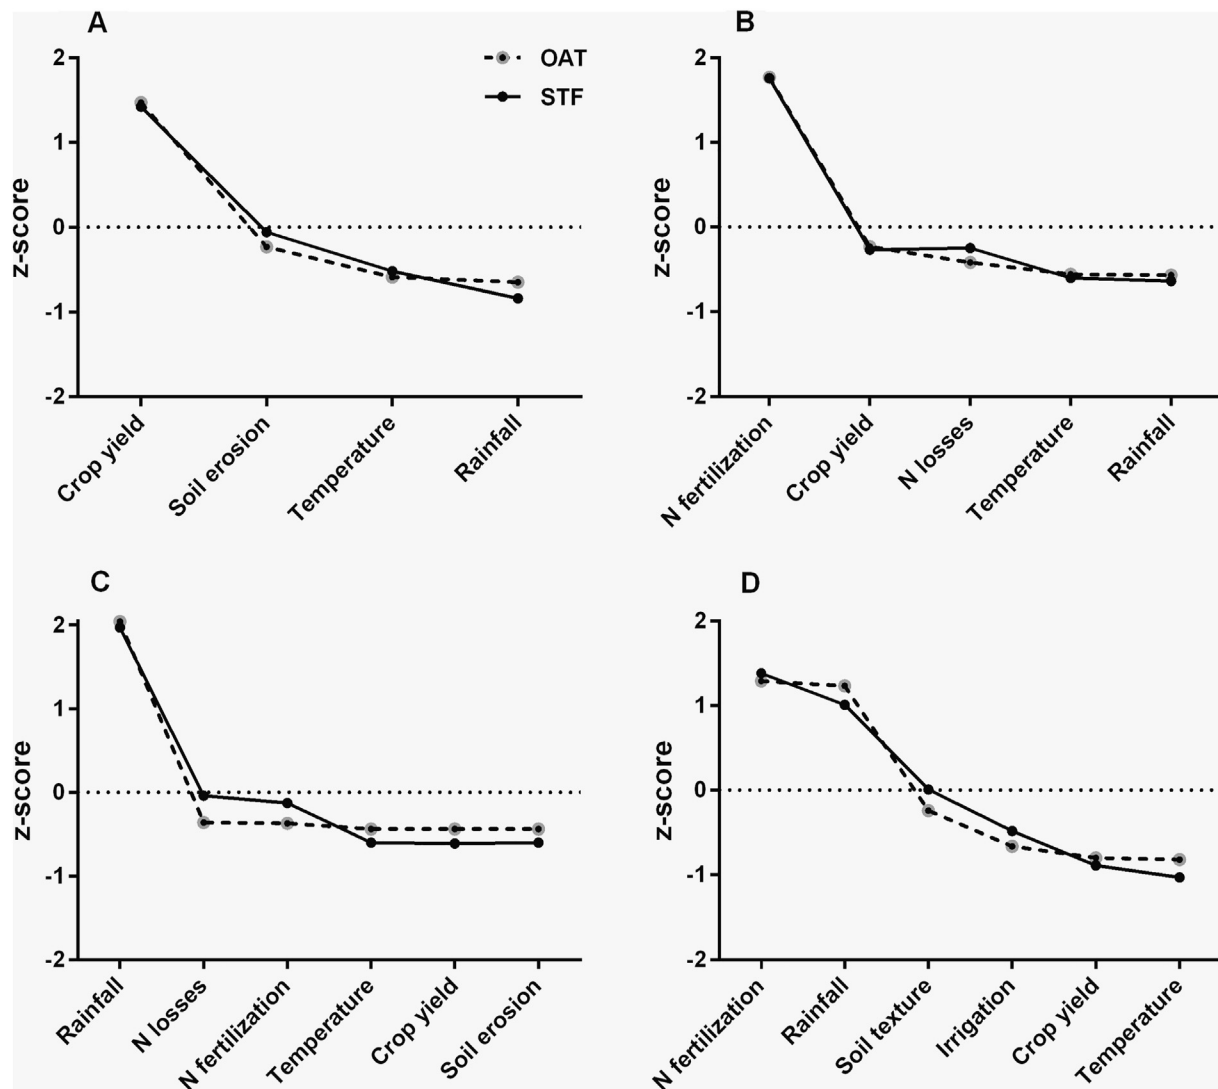 A
OAT
STF
2
1
0
-1
-2
z-score
Crop yield
Soil erosion
Temperature
Rainfall
B
2
1
0
-1
-2
z-score
N fertilization
Crop yield
N losses
Temperature
Rainfall
C
2
1
0
-1
-2
z-score
Rainfall
N losses
N fertilization
Temperature
Crop yield
Soil erosion
D
2
1
0
-1
-2
z-score
N fertilization
Rainfall
Soil texture
Irrigation
Crop yield
Temperature